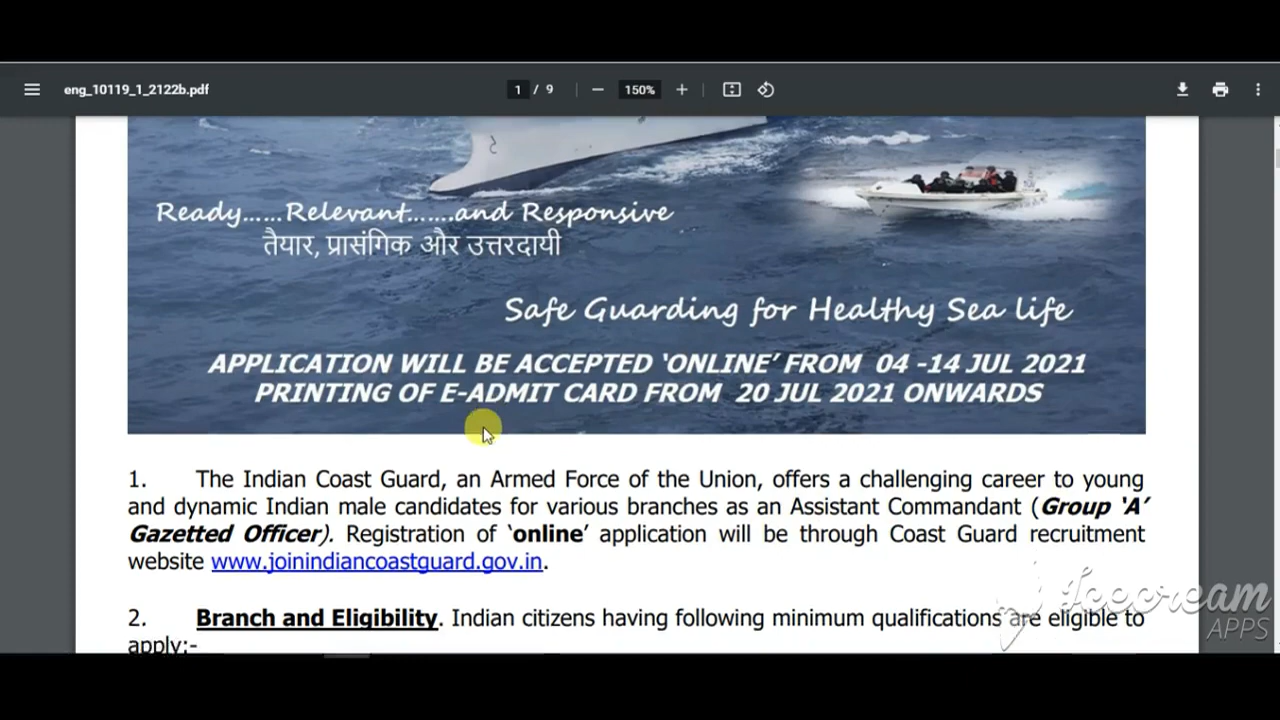 eng_10119_1_2122b.pdf
1 / 9
150%
Ready......Relevant.......and Responsive
तैयार, प्रासंगिक और उत्तरदायी
Safe Guarding for Healthy Sea life
APPLICATION WILL BE ACCEPTED ‘ONLINE’ FROM 04 -14 JUL 2021
PRINTING OF E-ADMIT CARD FROM 20 JUL 2021 ONWARDS
1. The Indian Coast Guard, an Armed Force of the Union, offers a challenging career to young
and dynamic Indian male candidates for various branches as an Assistant Commandant (Group ‘A’
Gazetted Officer). Registration of ‘online’ application will be through Coast Guard recruitment
website www.joinindiancoastguard.gov.in.
2. Branch and Eligibility. Indian citizens having following minimum qualifications are eligible to
apply:-
Icecream
APPS